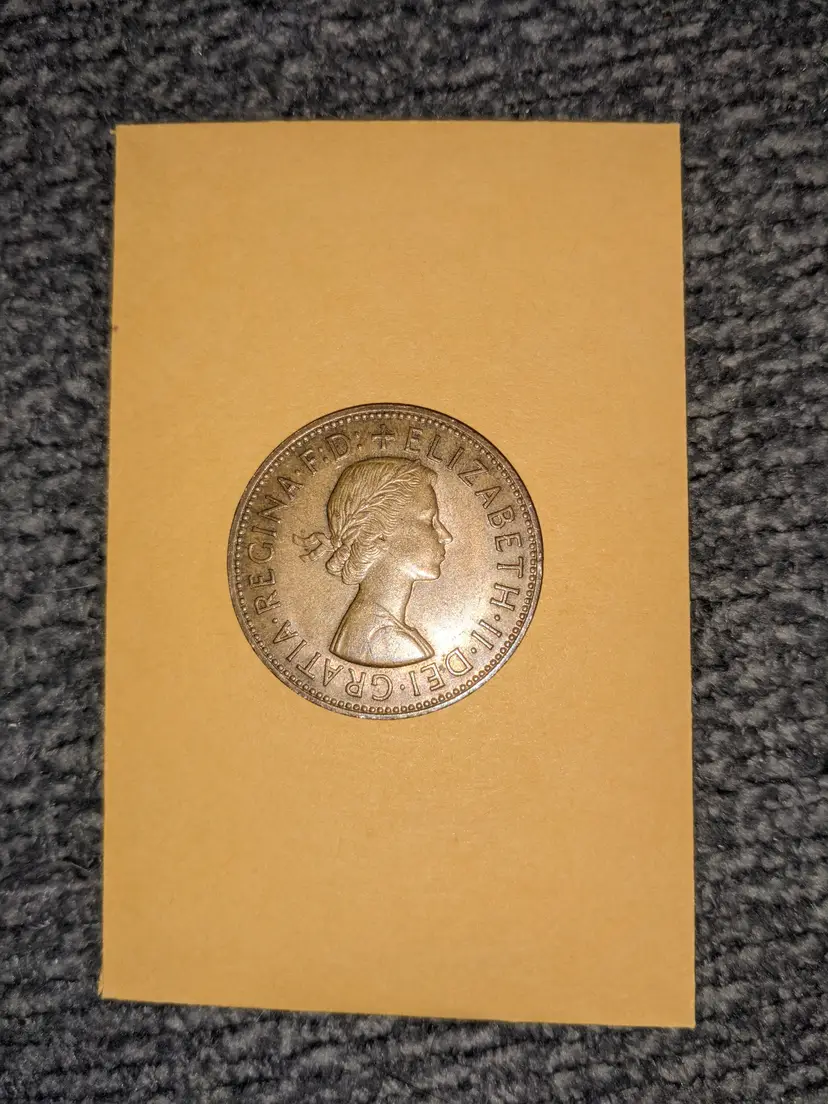 + ELIZABETH · II · DEI · GRATIA · REGINA · F : D :